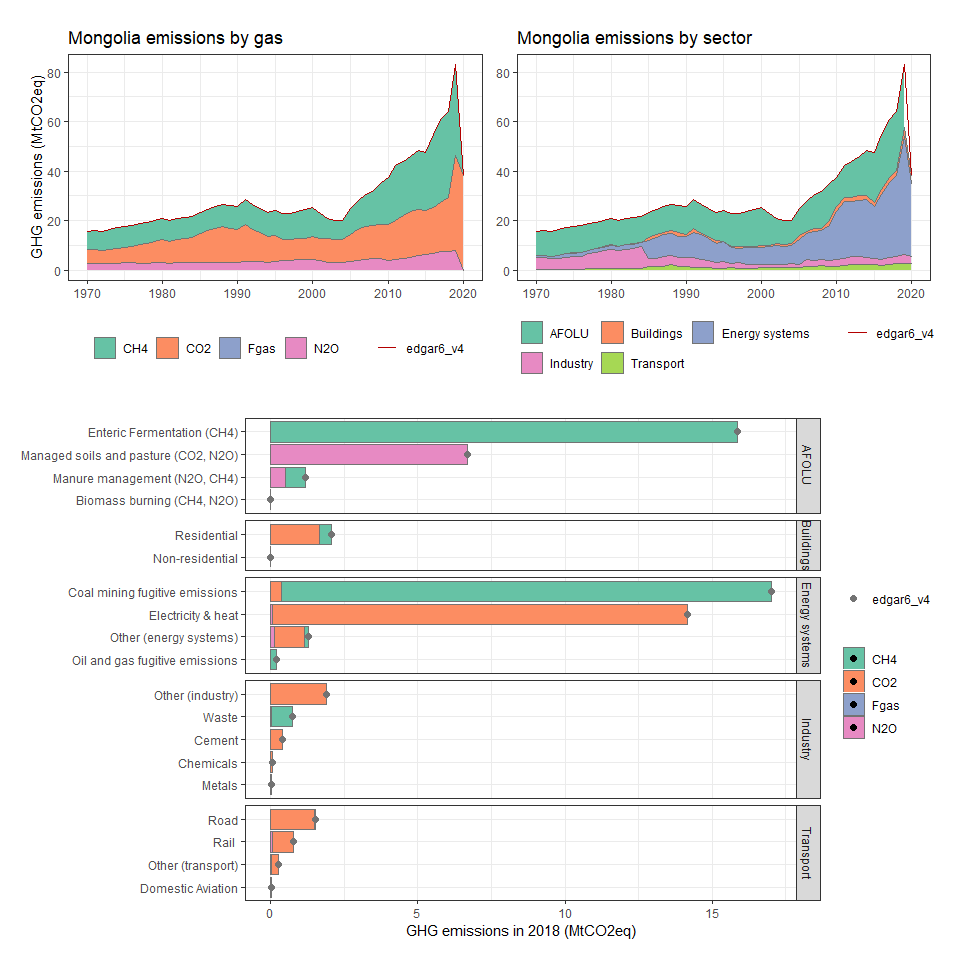 Mongolia emissions by gas
GHG emissions (MtCO2eq)
80
60
40
20
0
1970
1980
1990
2000
2010
2020
CH4
CO2
Fgas
N2O
edgar6_v4
Mongolia emissions by sector
80
60
40
20
0
1970
1980
1990
2000
2010
2020
AFOLU
Buildings
Energy systems
edgar6_v4
Industry
Transport
Enteric Fermentation (CH4)
Managed soils and pasture (CO2, N2O)
Manure management (N2O, CH4)
Biomass burning (CH4, N2O)
AFOLU
Residential
Non-residential
Buildings
Coal mining fugitive emissions
Electricity & heat
Other (energy systems)
Oil and gas fugitive emissions
Energy systems
Other (industry)
Waste
Cement
Chemicals
Metals
Industry
Road
Rail
Other (transport)
Domestic Aviation
Transport
0
5
10
15
GHG emissions in 2018 (MtCO2eq)
edgar6_v4
CH4
CO2
Fgas
N2O